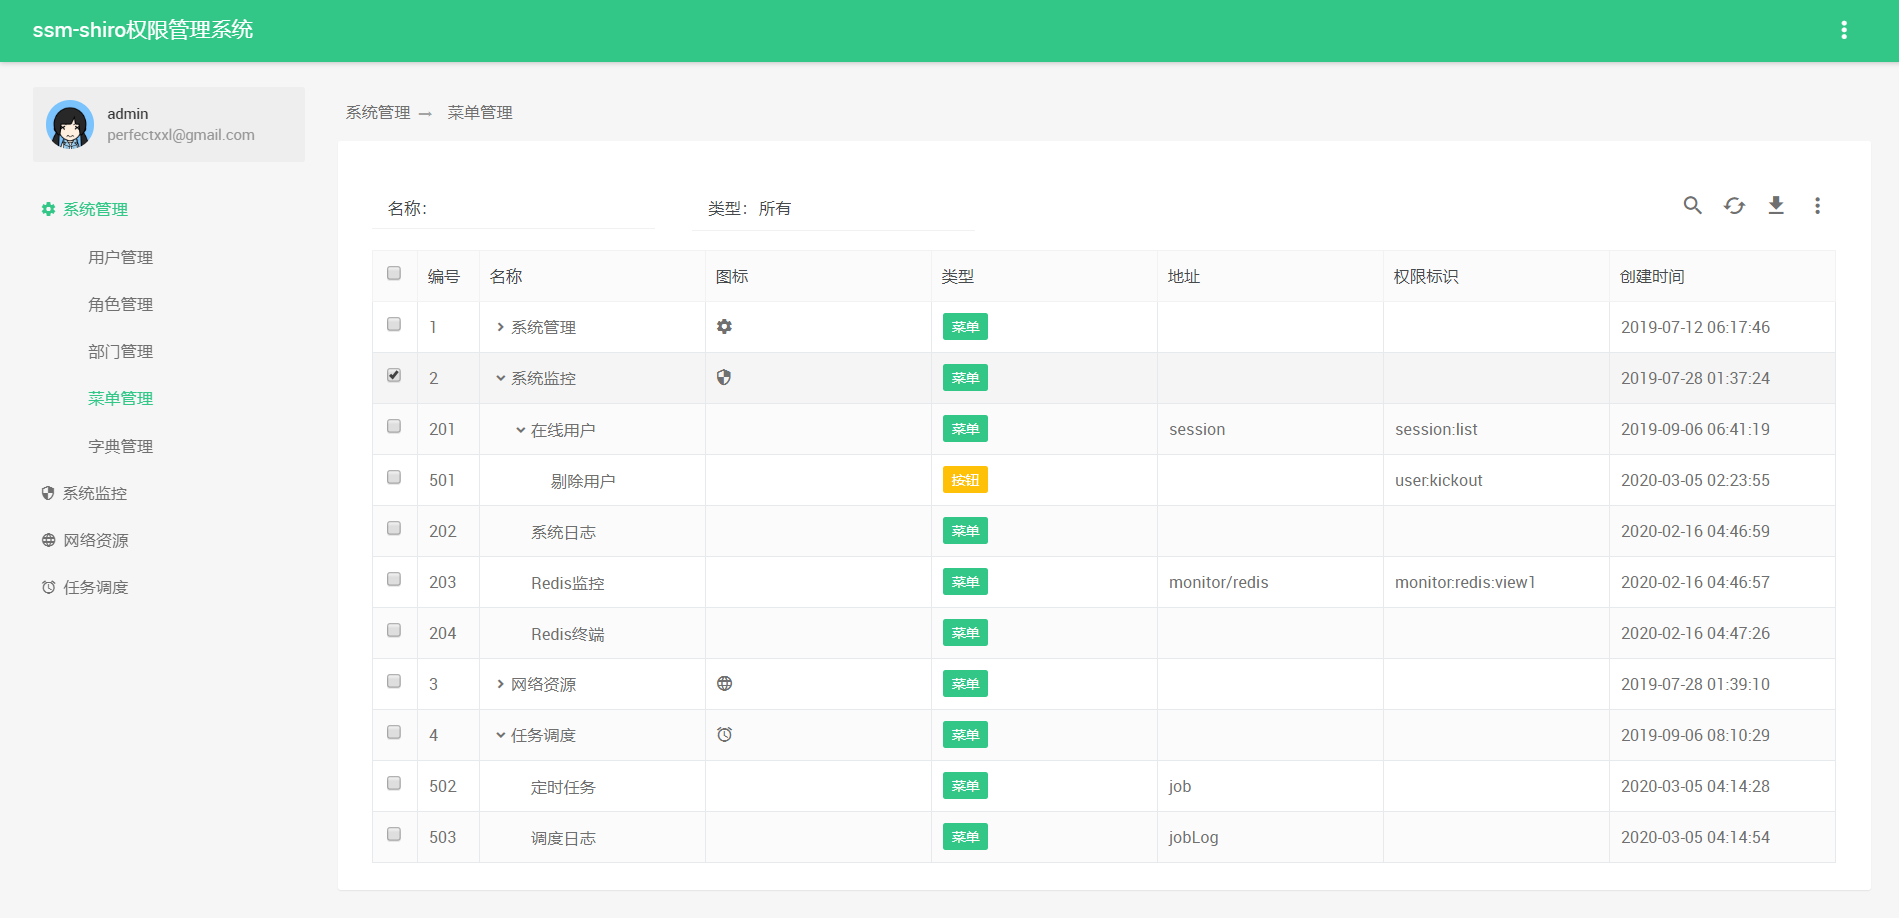 ssm-shiro权限管理系统
admin
perfectxxl@gmail.com
系统管理
用户管理
角色管理
部门管理
菜单管理
字典管理
系统监控
网络资源
任务调度
系统管理 → 菜单管理
名称： 类型： 所有
编号 名称 图标 类型 地址 权限标识 创建时间
1 系统管理 菜单 2019-07-12 06:17:46
2 系统监控 菜单 2019-07-28 01:37:24
201 在线用户 菜单 session session:list 2019-09-06 06:41:19
501 剔除用户 按钮 user:kickout 2020-03-05 02:23:55
202 系统日志 菜单 2020-02-16 04:46:59
203 Redis监控 菜单 monitor/redis monitor:redis:view1 2020-02-16 04:46:57
204 Redis终端 菜单 2020-02-16 04:47:26
3 网络资源 菜单 2019-07-28 01:39:10
4 任务调度 菜单 2019-09-06 08:10:29
502 定时任务 菜单 job 2020-03-05 04:14:28
503 调度日志 菜单 jobLog 2020-03-05 04:14:54